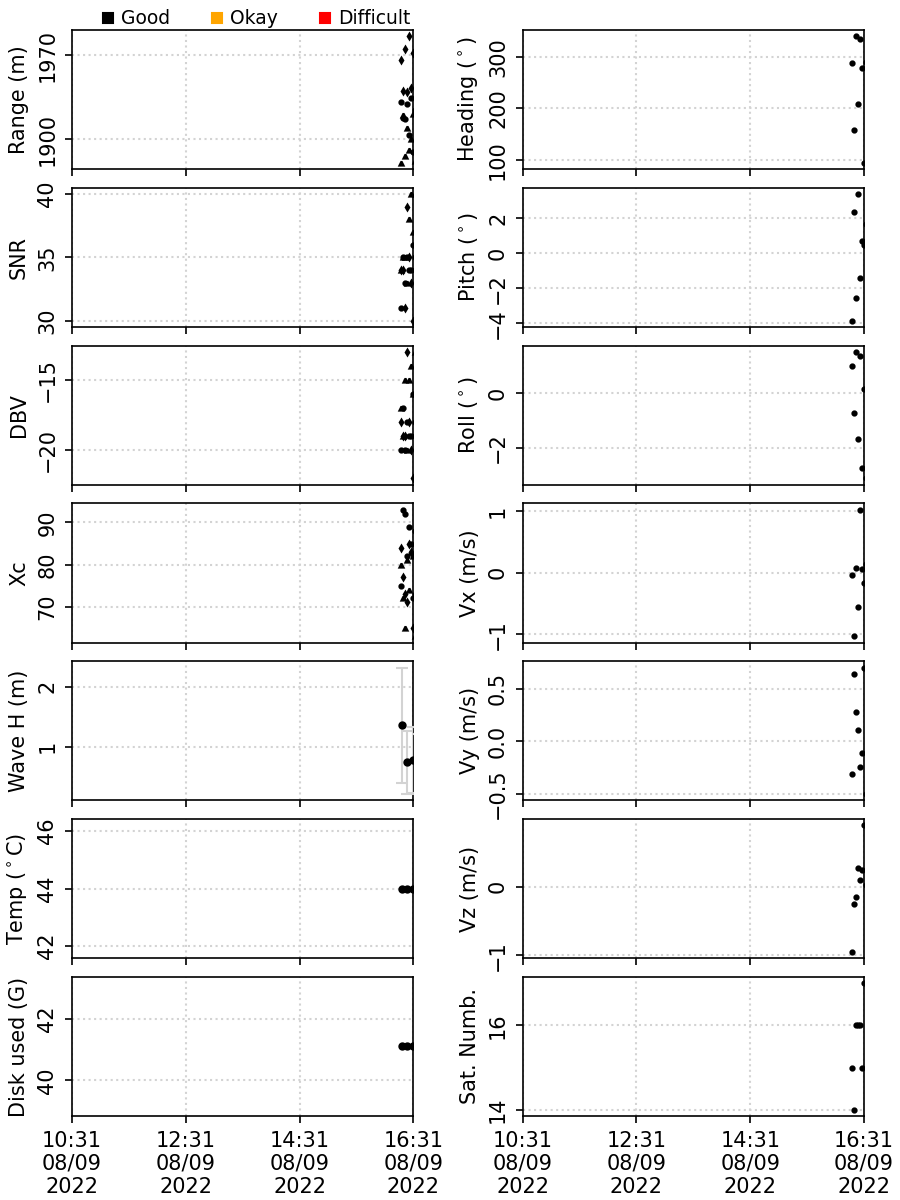 Good Okay Difficult
Range (m)
1970
1900
Heading (°)
300
200
100
SNR
40
35
30
Pitch (°)
2
0
−2
−4
DBV
−15
−20
Roll (°)
0
−2
Xc
90
80
70
Vx (m/s)
1
0
−1
Wave H (m)
2
1
Vy (m/s)
0.5
0.0
−0.5
Temp (°C)
46
44
42
Vz (m/s)
0
−1
Disk used (G)
42
40
Sat. Numb.
16
14
10:31 12:31 14:31 16:31 10:31 12:31 14:31 16:31
08/09 08/09 08/09 08/09 08/09 08/09 08/09 08/09
2022 2022 2022 2022 2022 2022 2022 2022